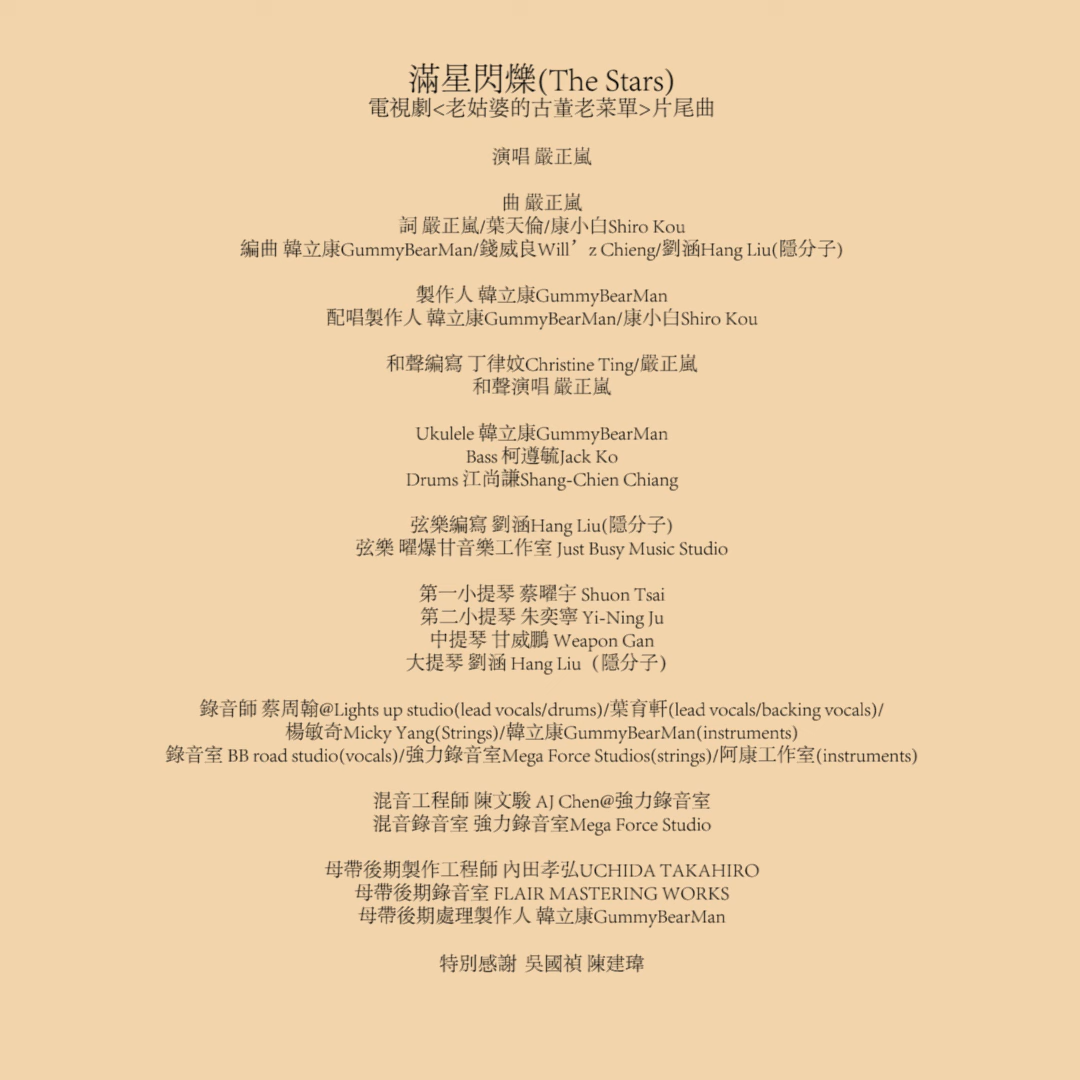 滿星閃爍(The Stars)
電視劇<老姑婆的古董老菜單>片尾曲
演唱 嚴正嵐
曲 嚴正嵐
詞 嚴正嵐/葉天倫/康小白Shiro Kou
編曲 韓立康GummyBearMan/錢威良Will’z Chieng/劉涵Hang Liu(隱分子)
製作人 韓立康GummyBearMan
配唱製作人 韓立康GummyBearMan/康小白Shiro Kou
和聲編寫 丁律妏Christine Ting/嚴正嵐
和聲演唱 嚴正嵐
Ukulele 韓立康GummyBearMan
Bass 柯遵毓Jack Ko
Drums 江尚謙Shang-Chien Chiang
弦樂編寫 劉涵Hang Liu(隱分子)
弦樂 曜爆甘音樂工作室 Just Busy Music Studio
第一小提琴 蔡曜宇 Shuon Tsai
第二小提琴 朱奕寧 Yi-Ning Ju
中提琴 甘威鵬 Weapon Gan
大提琴 劉涵 Hang Liu（隱分子）
錄音師 蔡周翰@Lights up studio(lead vocals/drums)/葉育軒(lead vocals/backing vocals)/
楊敏奇Micky Yang(Strings)/韓立康GummyBearMan(instruments)
錄音室 BB road studio(vocals)/強力錄音室Mega Force Studios(strings)/阿康工作室(instruments)
混音工程師 陳文駿 AJ Chen@強力錄音室
混音錄音室 強力錄音室Mega Force Studio
母帶後期製作工程師 內田孝弘UCHIDA TAKAHIRO
母帶後期錄音室 FLAIR MASTERING WORKS
母帶後期處理製作人 韓立康GummyBearMan
特別感謝 吳國禎 陳建瑋